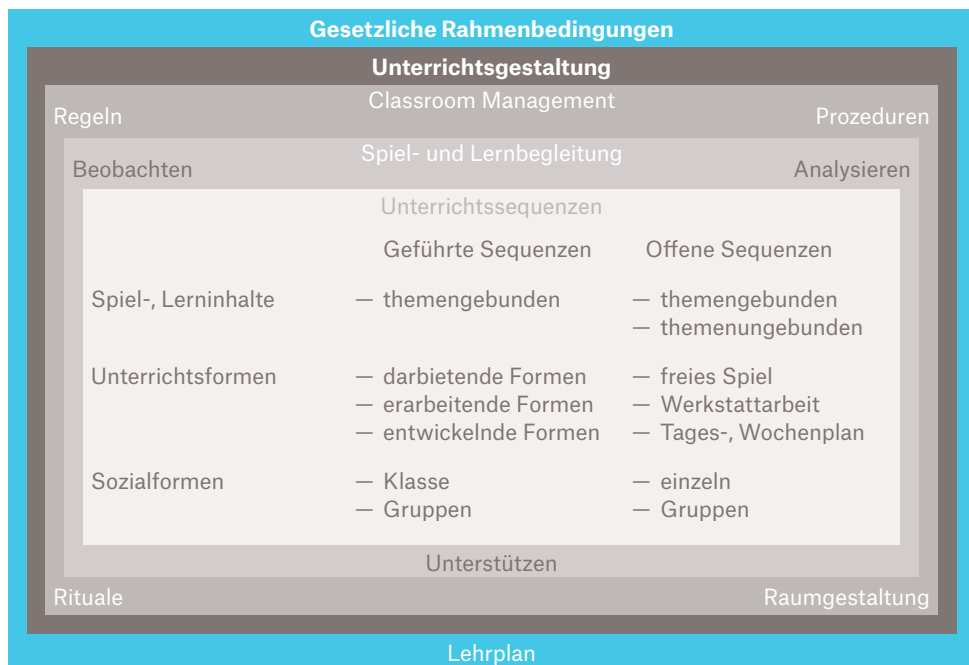 Gesetzliche Rahmenbedingungen
Unterrichtsgestaltung
Classroom Management
Regeln Prozeduren
Spiel- und Lernbegleitung
Beobachten Analysieren
Unterrichtssequenzen
Geführte Sequenzen Offene Sequenzen
Spiel-, Lerninhalte — themengebunden — themengebunden
— themenungebunden
Unterrichtsformen — darbietende Formen — freies Spiel
— erarbeitende Formen — Werkstattarbeit
— entwickelnde Formen — Tages-, Wochenplan
Sozialformen — Klasse — einzeln
— Gruppen — Gruppen
Unterstützen
Rituale Raumgestaltung
Lehrplan